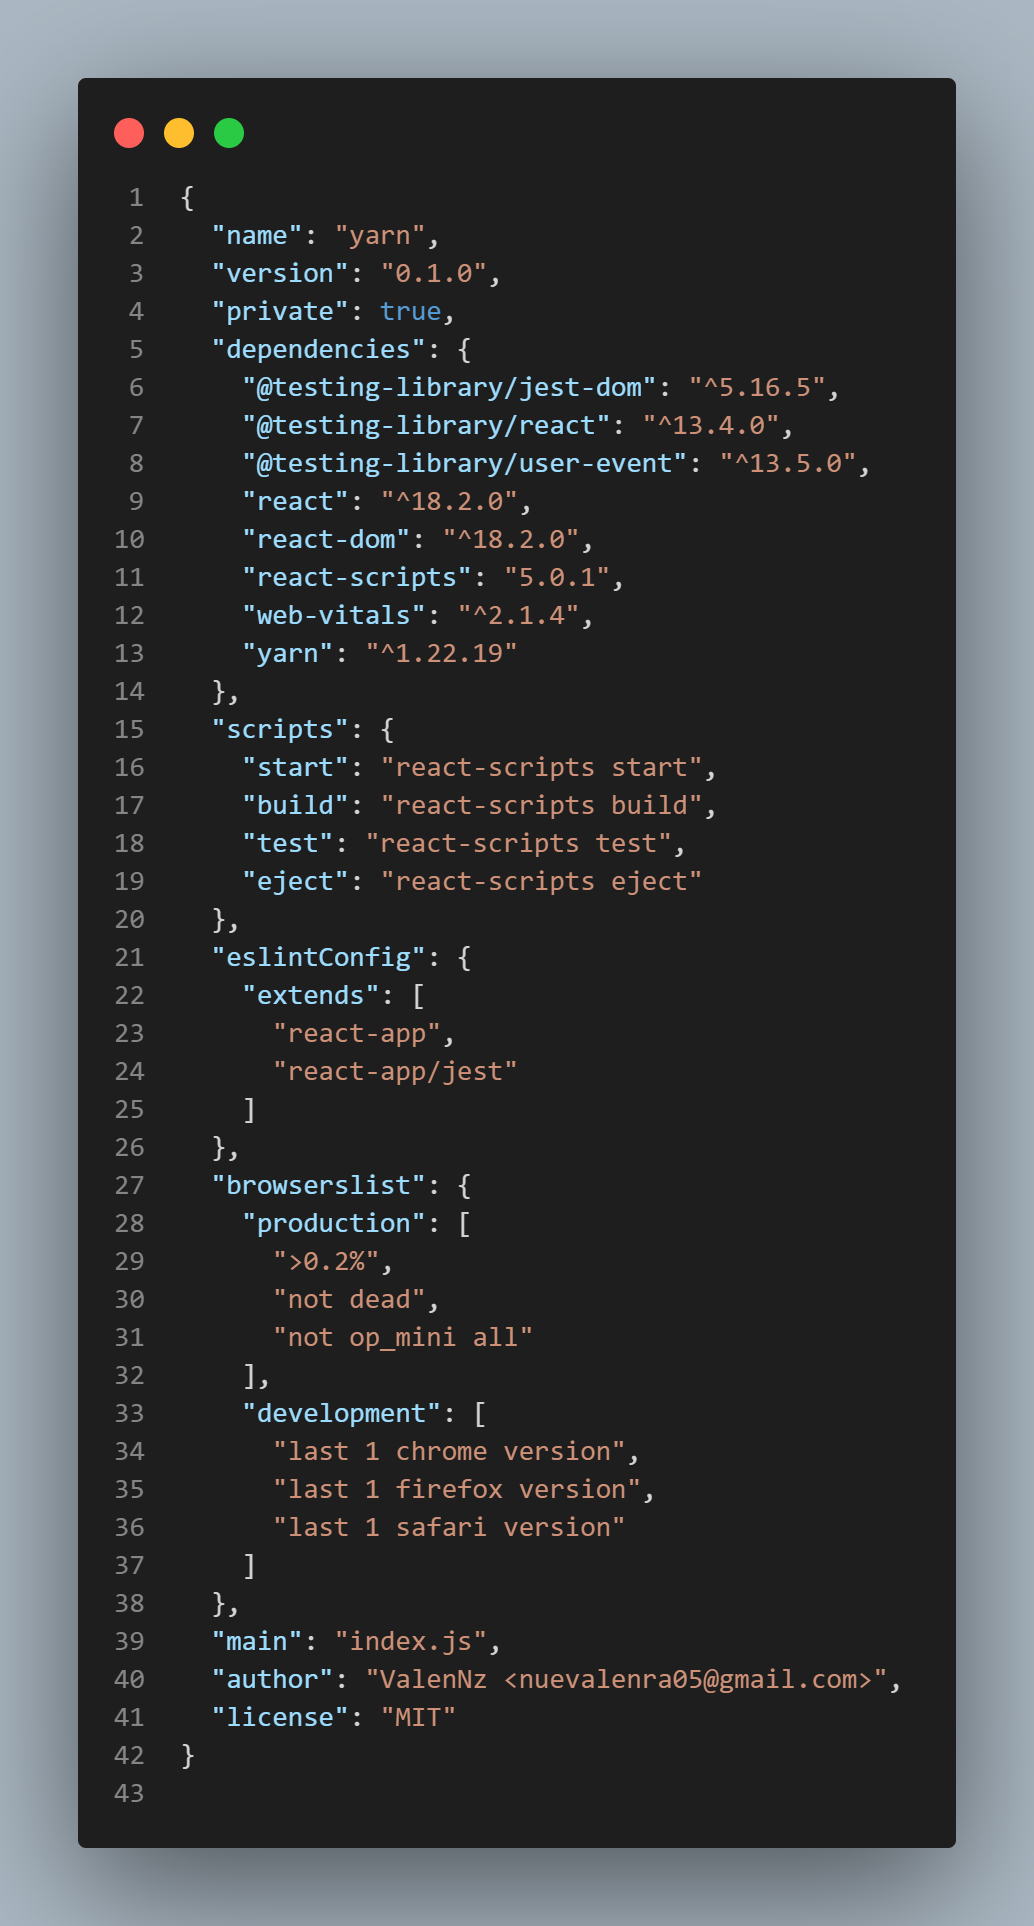 1 {
2   "name": "yarn",
3   "version": "0.1.0",
4   "private": true,
5   "dependencies": {
6     "@testing-library/jest-dom": "^5.16.5",
7     "@testing-library/react": "^13.4.0",
8     "@testing-library/user-event": "^13.5.0",
9     "react": "^18.2.0",
10     "react-dom": "^18.2.0",
11     "react-scripts": "5.0.1",
12     "web-vitals": "^2.1.4",
13     "yarn": "^1.22.19"
14   },
15   "scripts": {
16     "start": "react-scripts start",
17     "build": "react-scripts build",
18     "test": "react-scripts test",
19     "eject": "react-scripts eject"
20   },
21   "eslintConfig": {
22     "extends": [
23       "react-app",
24       "react-app/jest"
25     ]
26   },
27   "browserslist": {
28     "production": [
29       ">0.2%",
30       "not dead",
31       "not op_mini all"
32     ],
33     "development": [
34       "last 1 chrome version",
35       "last 1 firefox version",
36       "last 1 safari version"
37     ]
38   },
39   "main": "index.js",
40   "author": "ValenNz <nuevalenra05@gmail.com>",
41   "license": "MIT"
42 }
43